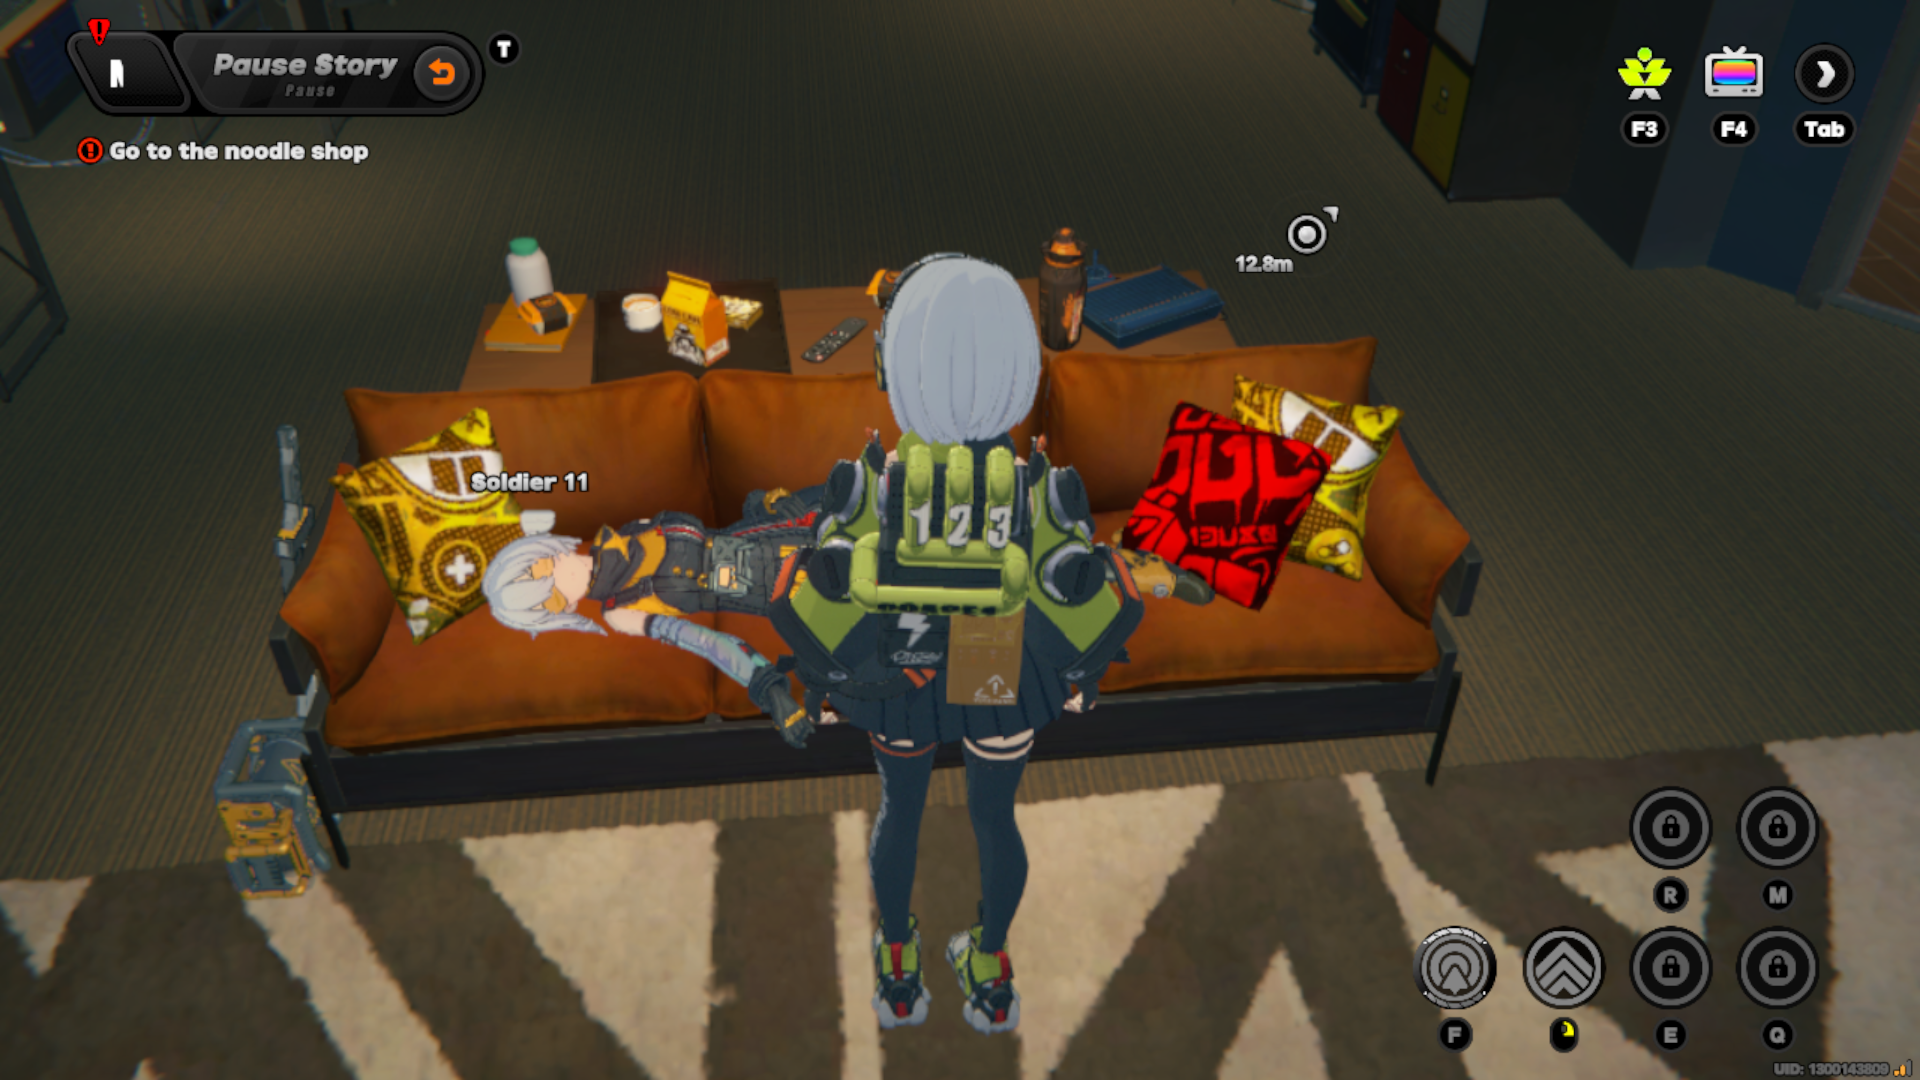 N
Pause Story
Pause
T
Go to the noodle shop
F3
F4
Tab
12.8m
Soldier 11
1 2 3
R
M
F
E
Q
UID: 1300143809